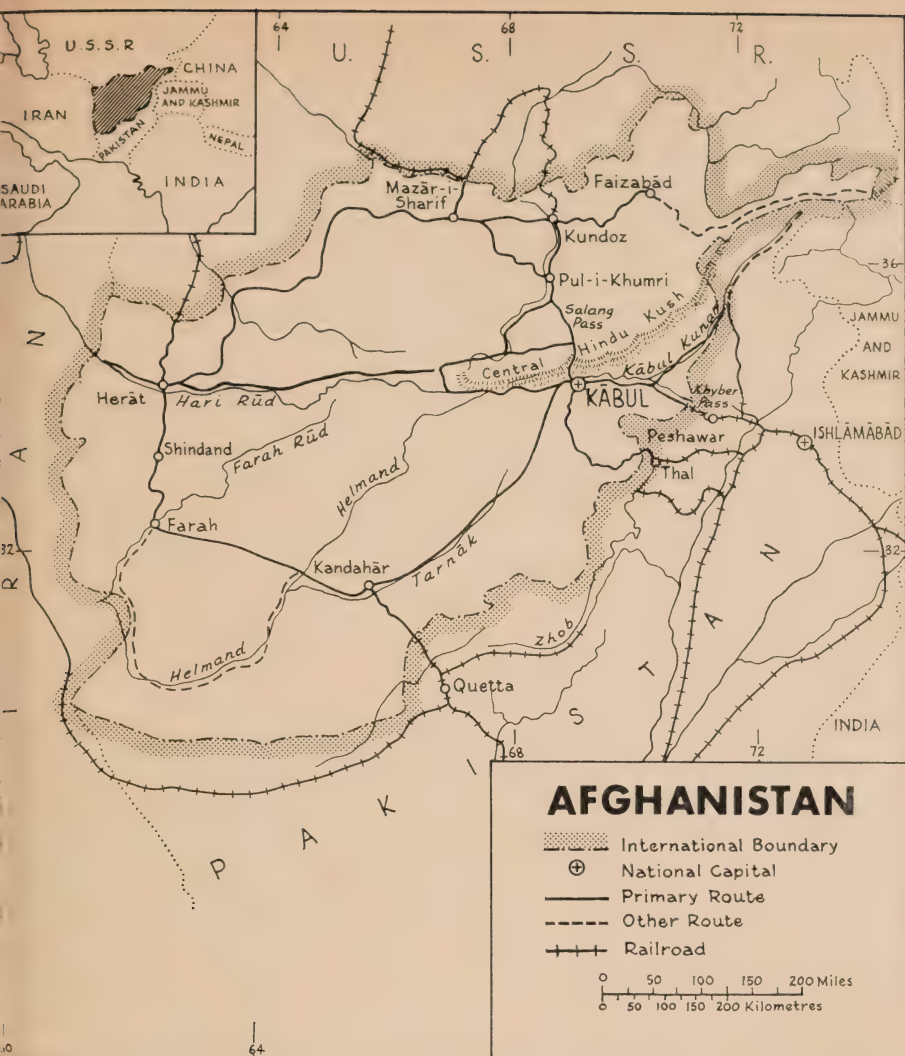 64
68
72
U. S. S. R.
U.S.S.R
CHINA
JAMMU
AND KASHMIR
IRAN
PAKISTAN
NEPAL
INDIA
SAUDI
ARABIA
Mazār-i-
Sharif
Faizabād
CHINA
Kundoz
Pul-i-Khumri
36
Salang
Pass
Hindu Kush
JAMMU
AND
KASHMIR
Central
Kābul
Kunar
Herāt
Hari Rūd
KĀBUL
Khyber
Pass
Peshawar
ISHLĀMĀBĀD
Shindand
Farah Rūd
Thal
Helmand
Farah
32
32
Kandahār
Tarnāk
Zhob
Helmand
Quetta
INDIA
68
72
IRAN
PAKISTAN
AFGHANISTAN
International Boundary
National Capital
Primary Route
Other Route
Railroad
0 50 100 150 200 Miles
0 50 100 150 200 Kilometres
64